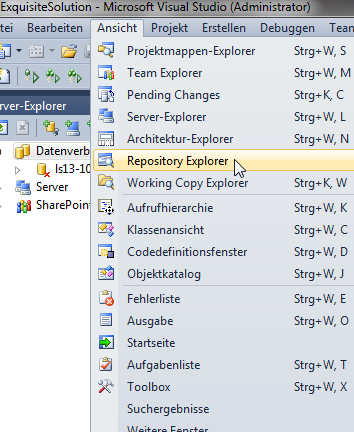 ExquisiteSolution - Microsoft Visual Studio (Administrator)
tei Bearbeiten Ansicht Projekt Erstellen Debuggen Team
Projektmappen-Explorer Strg+W, S
Team Explorer Strg+W, M
Pending Changes Strg+K, C
Server-Explorer Strg+W, L
Architektur-Explorer Strg+W, N
Repository Explorer
Working Copy Explorer Strg+K, W
Aufrufhierarchie Strg+W, K
Klassenansicht Strg+W, C
Codedefinitionsfenster Strg+W, D
Objektkatalog Strg+W, J
Fehlerliste Strg+W, E
Ausgabe Strg+W, O
Startseite
Aufgabenliste Strg+W, T
Toolbox Strg+W, X
Suchergebnisse
Weitere Fenster
erver-Explorer
Datenverb
ls13-10
Server
SharePoin